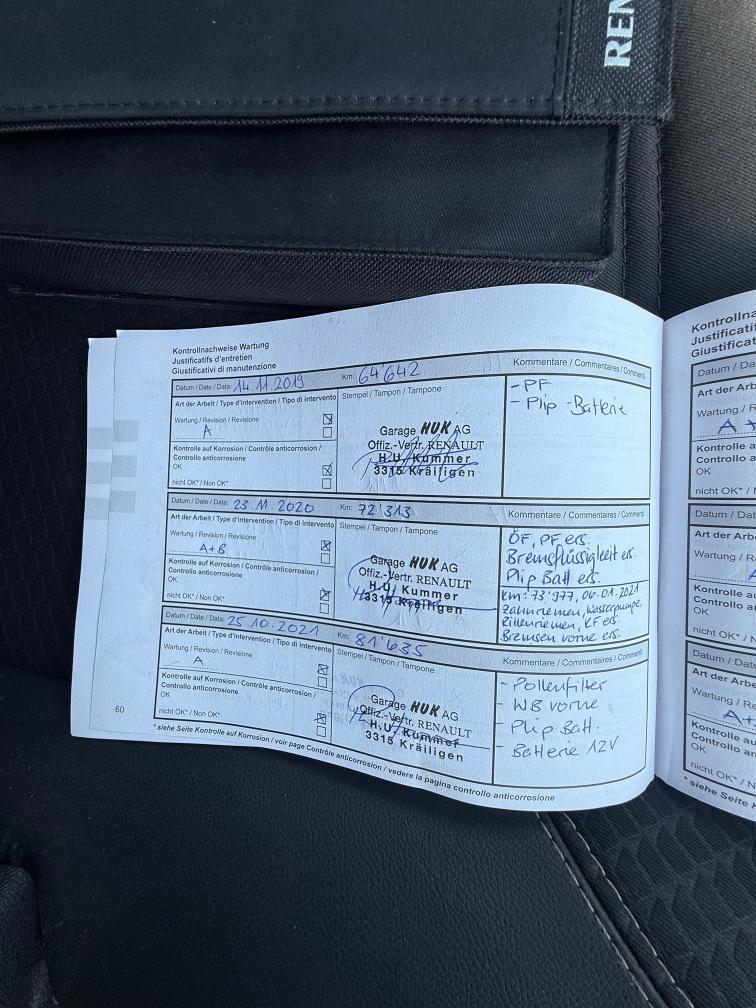 REN
Kontrollnachweise Wartung
Justificatifs d'entretien
Giustificativi di manutenzione
Datum / Date / Data: 14.11.2019 Km: 64'642 Kommentare / Commentaires / Commenti
Art der Arbeit / Type d'intervention / Tipo di intervento Stempel / Tampon / Tampone
Wartung / Revision / Revisione
A
Kontrolle auf Korrosion / Contrôle anticorrosion /
Controllo anticorrosione
OK
nicht OK* / Non OK*
Garage HUK AG
Offiz.-Vertr. RENAULT
H.U. Kummer
3315 Kräiligen
- PF
- Plip - Batterie
Datum / Date / Data: 23.11.2020 Km: 72'313 Kommentare / Commentaires / Commenti
Art der Arbeit / Type d'intervention / Tipo di intervento Stempel / Tampon / Tampone
Wartung / Revision / Revisione
A+B
Kontrolle auf Korrosion / Contrôle anticorrosion /
Controllo anticorrosione
OK
nicht OK* / Non OK*
Garage HUK AG
Offiz.-Vertr. RENAULT
H.U. Kummer
3315 Kräiligen
ÖF, PF ers.
Bremsflüssigkeit ers.
Plip Batt ers.
Km: 73'977, 06.01.2021
Zahnriemen, Wasserpumpe,
Rillenriemen, KF ers.
Bremsen vorne ers.
Datum / Date / Data: 25.10.2021 Km: 81'635 Kommentare / Commentaires / Commenti
Art der Arbeit / Type d'intervention / Tipo di intervento Stempel / Tampon / Tampone
Wartung / Revision / Revisione
A
Kontrolle auf Korrosion / Contrôle anticorrosion /
Controllo anticorrosione
OK
nicht OK* / Non OK*
Garage HUK AG
Offiz.-Vertr. RENAULT
H.U. Kummer
3315 Kräiligen
- Pollenfilter
- WB vorne
- Plip Batt.
- Batterie 12V
60
* siehe Seite Kontrolle auf Korrosion / voir page Contrôle anticorrosion / vedere la pagina controllo anticorrosione
Kontrollna
Justificati
Giustificat
Datum / Da
Art der Arbe
Wartung / R
A+
Kontrolle a
Controllo a
OK
nicht OK* / N
Datum / Dat
Art der Arb
Wartung / R
Kontrolle a
Controllo a
OK
nicht OK* /
Datum / Dat
Art der Arbe
Wartung / R
A+
Kontrolle au
Controllo an
OK
nicht OK* / N
* siehe Seite K